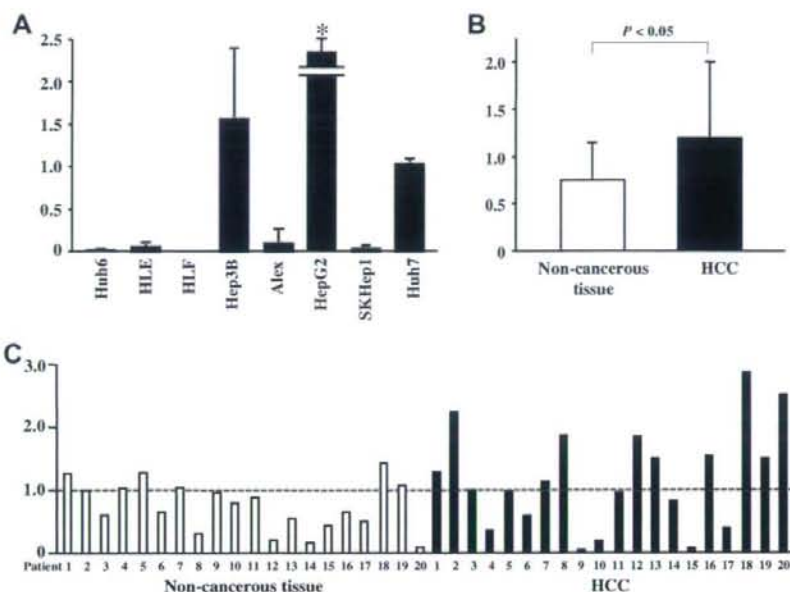 A
2.5
2.0
1.5
1.0
0.5
0
Huh6
HLE
HLF
Hep3B
Alex
HepG2
SKHep1
Huh7
*
B
P < 0.05
2.0
1.5
1.0
0.5
0
Non-cancerous
tissue
HCC
C
3.0
2.0
1.0
0
Patient 1 2 3 4 5 6 7 8 9 10 11 12 13 14 15 16 17 18 19 20 1 2 3 4 5 6 7 8 9 10 11 12 13 14 15 16 17 18 19 20
Non-cancerous tissue
HCC